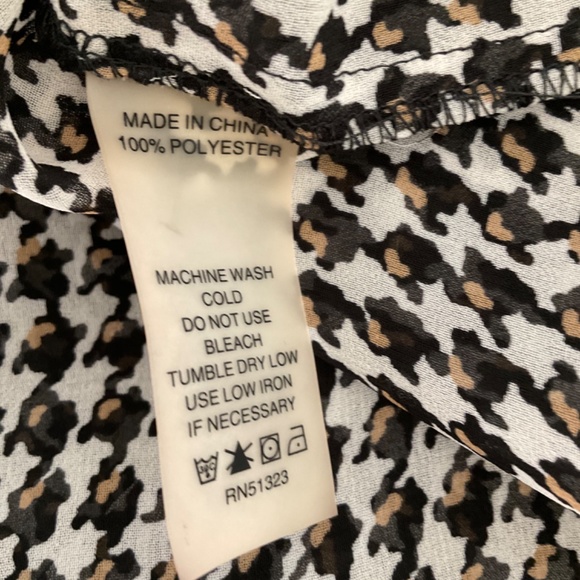 MADE IN CHINA
100% POLYESTER
MACHINE WASH
COLD
DO NOT USE
BLEACH
TUMBLE DRY LOW
USE LOW IRON
IF NECESSARY
30C
RN51323